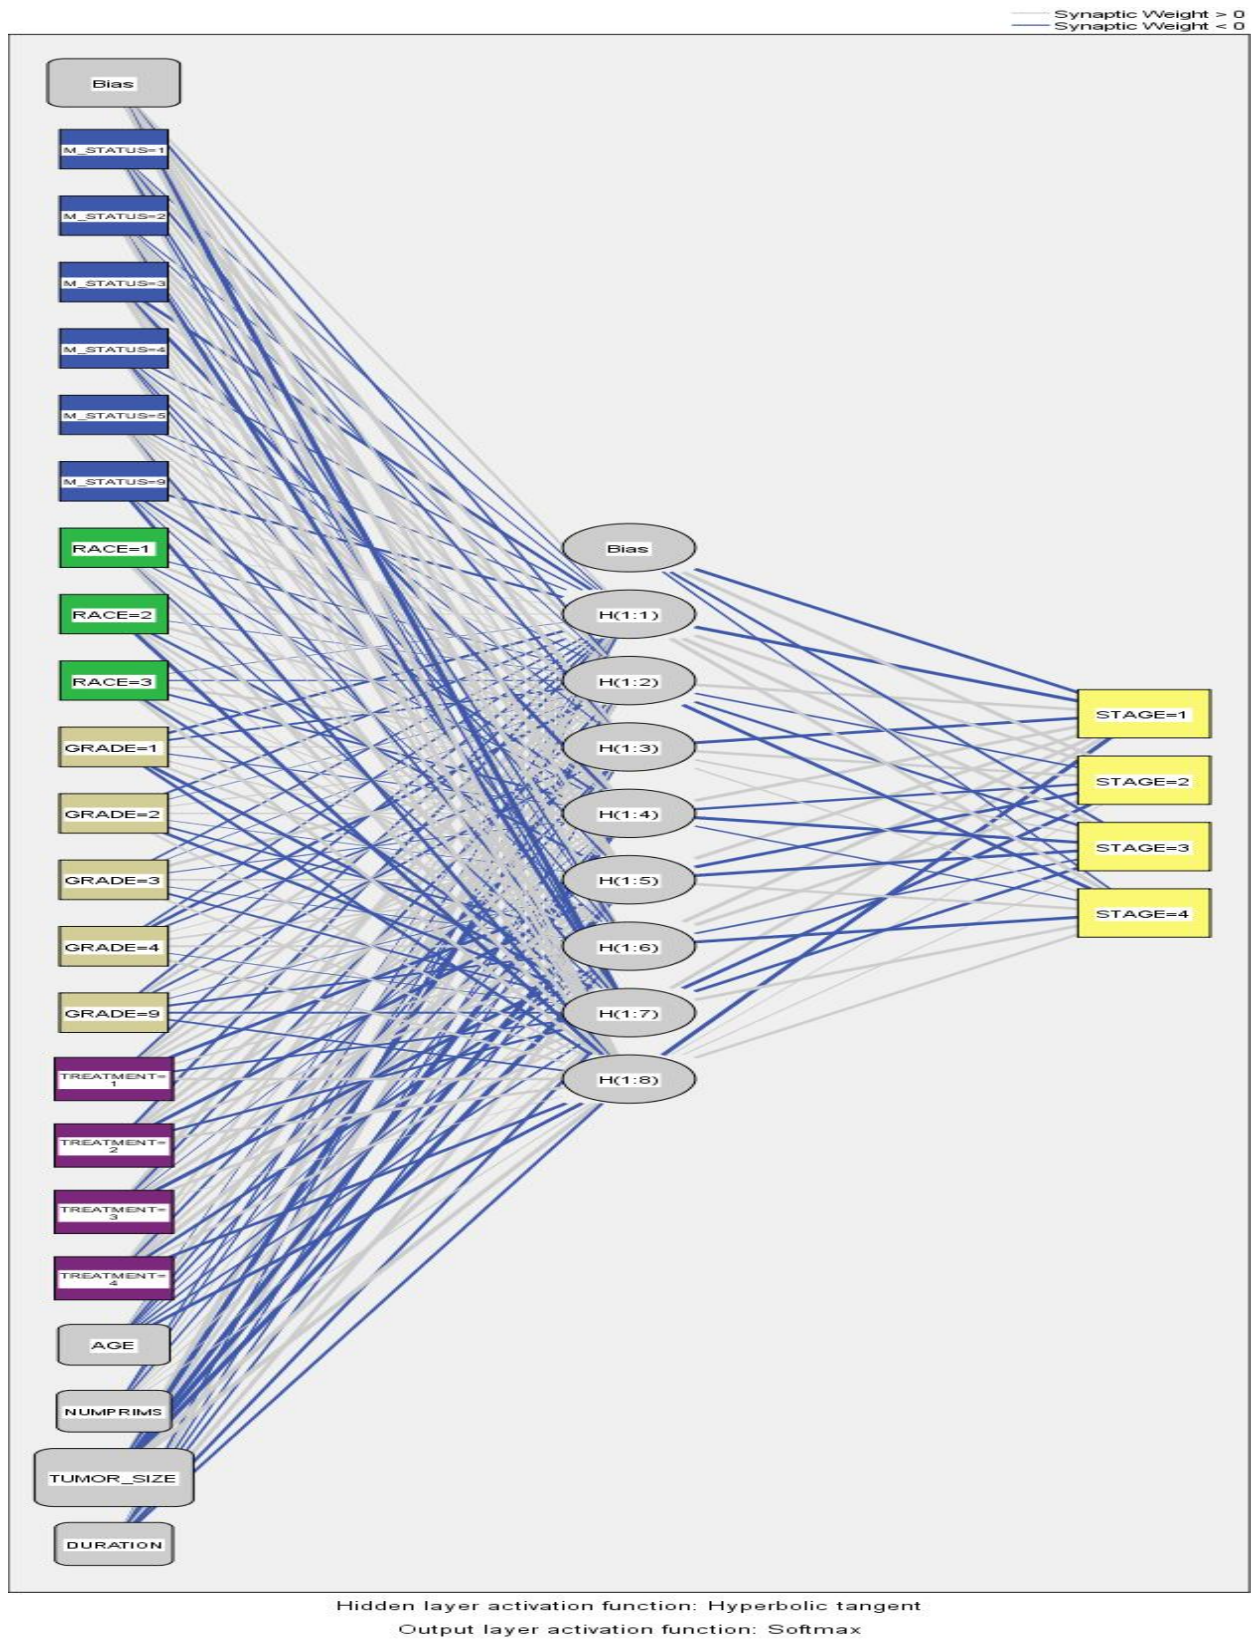 Synaptic Weight > 0
Synaptic Weight < 0
Bias
M_STATUS=1
M_STATUS=2
M_STATUS=3
M_STATUS=4
M_STATUS=5
M_STATUS=9
RACE=1
RACE=2
RACE=3
GRADE=1
GRADE=2
GRADE=3
GRADE=4
GRADE=9
TREATMENT=
1
TREATMENT=
2
TREATMENT=
3
TREATMENT=
4
AGE
NUMPRIMS
TUMOR_SIZE
DURATION
Bias
H(1:1)
H(1:2)
H(1:3)
H(1:4)
H(1:5)
H(1:6)
H(1:7)
H(1:8)
STAGE=1
STAGE=2
STAGE=3
STAGE=4
Hidden layer activation function: Hyperbolic tangent
Output layer activation function: Softmax